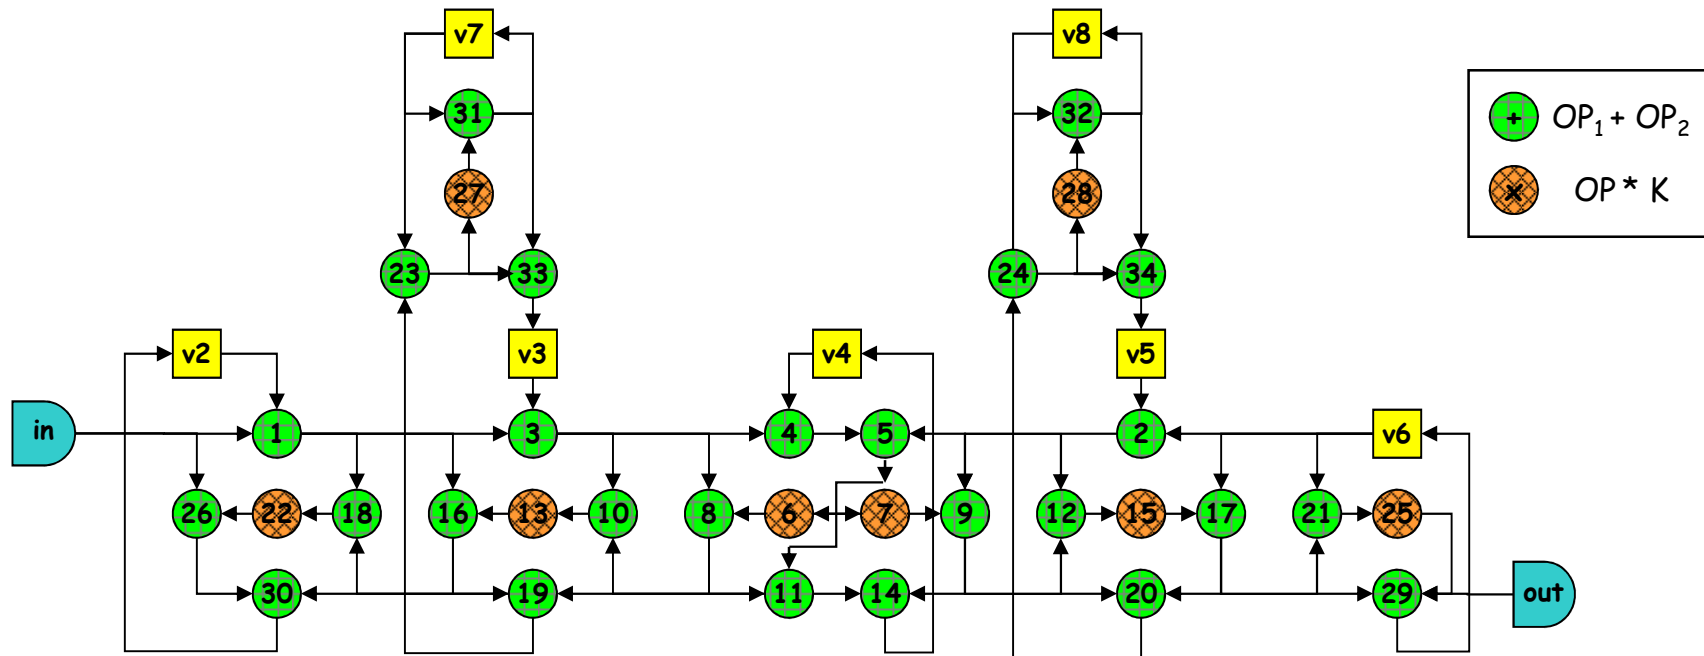 v7 v8
31 32
+ OP1 + OP2
27 28
x OP * K
23 33 24 34
v2 v3 v4 v5
in 1 3 4 5 2 v6
26 22 18 16 13 10 8 6 7 9 12 15 17 21 25
30 19 11 14 20 29 out